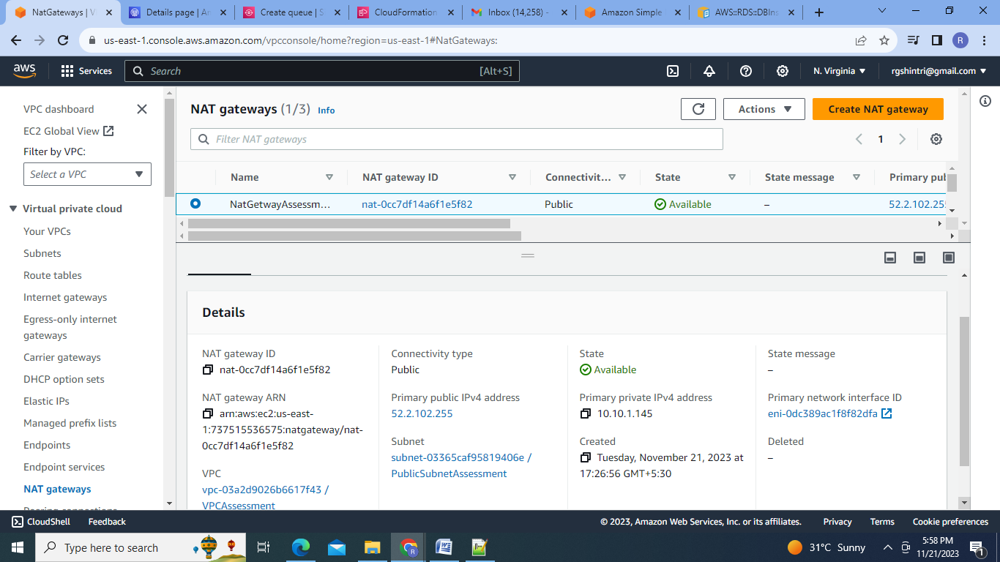 NatGateways | V
Details page | An
Create queue | S
CloudFormation
Inbox (14,258) -
Amazon Simple
AWS::RDS::DBIns
us-east-1.console.aws.amazon.com/vpcconsole/home?region=us-east-1#NatGateways:
R
aws
Services
Search
[Alt+S]
N. Virginia
rgshintri@gmail.com
VPC dashboard
EC2 Global View
Filter by VPC:
Select a VPC
Virtual private cloud
Your VPCs
Subnets
Route tables
Internet gateways
Egress-only internet
gateways
Carrier gateways
DHCP option sets
Elastic IPs
Managed prefix lists
Endpoints
Endpoint services
NAT gateways
Peering connections
NAT gateways (1/3) Info
Actions
Create NAT gateway
Filter NAT gateways
1
Name NAT gateway ID Connectivit... State State message Primary pub
NatGetwayAssessm... nat-0cc7df14a6f1e5f82 Public Available – 52.2.102.255
Details
NAT gateway ID
nat-0cc7df14a6f1e5f82
NAT gateway ARN
arn:aws:ec2:us-east-
1:737515536575:natgateway/nat-
0cc7df14a6f1e5f82
VPC
vpc-03a2d9026b6617f43 /
VPCAssessment
Connectivity type
Public
Primary public IPv4 address
52.2.102.255
Subnet
subnet-03365caf95819406e /
PublicSubnetAssessment
State
Available
Primary private IPv4 address
10.10.1.145
Created
Tuesday, November 21, 2023 at
17:26:56 GMT+5:30
State message
–
Primary network interface ID
eni-0dc389ac1f8f82dfa
Deleted
–
CloudShell
Feedback
© 2023, Amazon Web Services, Inc. or its affiliates.
Privacy
Terms
Cookie preferences
Type here to search
31°C Sunny
5:58 PM
11/21/2023
1